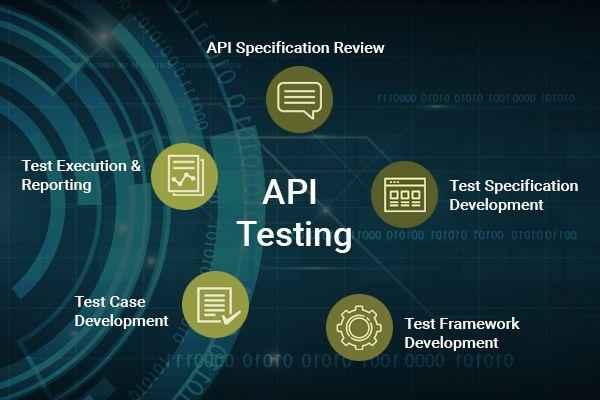 API Specification Review
Test Execution &
Reporting
API
Testing
Test Specification
Development
Test Case
Development
Test Framework
Development